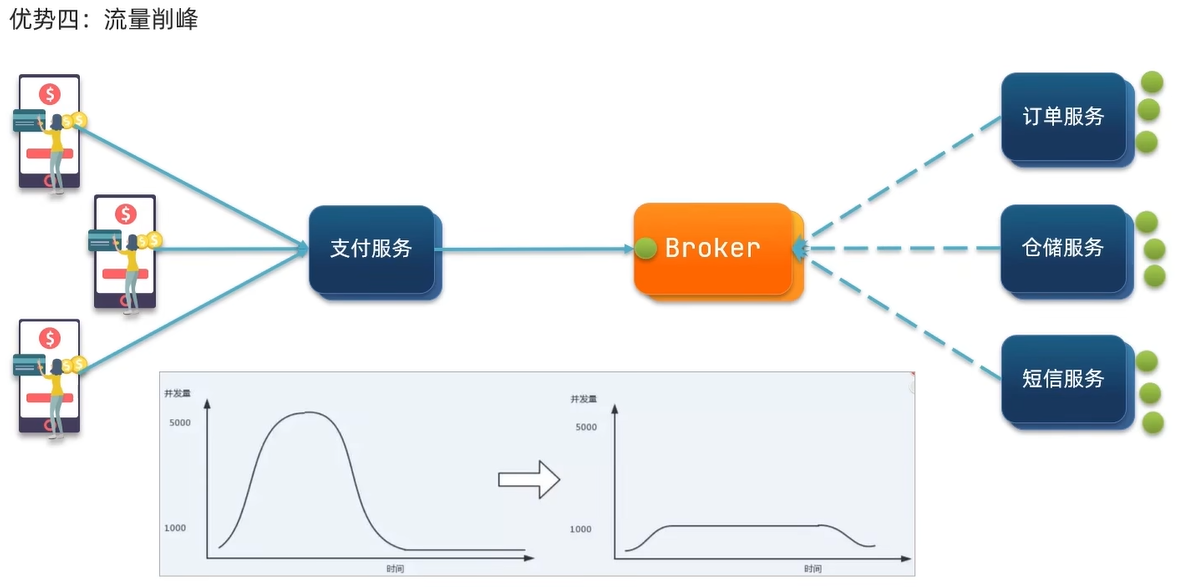 优势四：流量削峰
$
$
$
支付服务
Broker
订单服务
仓储服务
短信服务
并发量
5000
1000
时间
并发量
5000
1000
时间